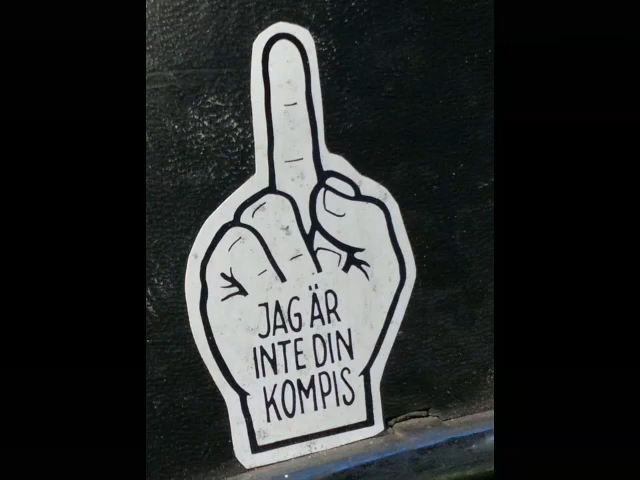 JAG ÄR
INTE DIN
KOMPIS